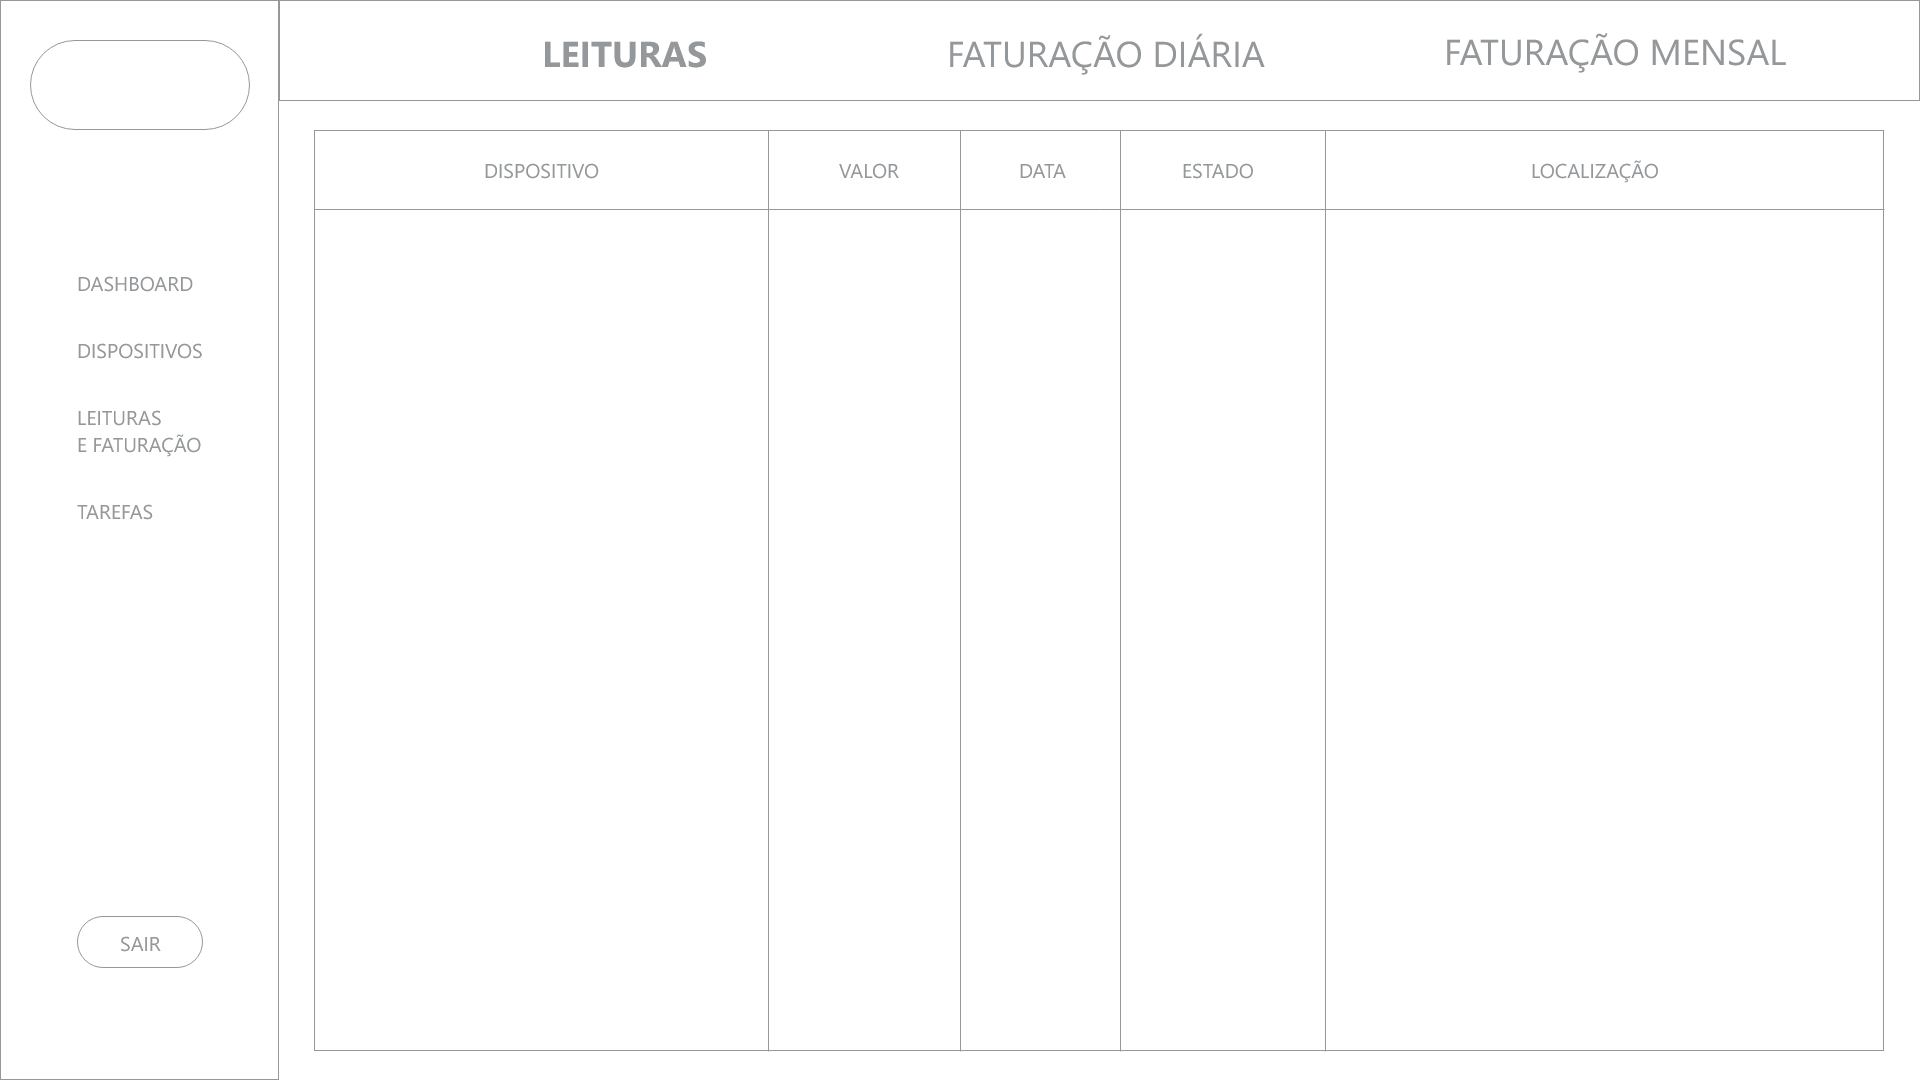 LEITURAS
FATURAÇÃO DIÁRIA
FATURAÇÃO MENSAL
DISPOSITIVO
VALOR
DATA
ESTADO
LOCALIZAÇÃO
DASHBOARD
DISPOSITIVOS
LEITURAS
E FATURAÇÃO
TAREFAS
SAIR